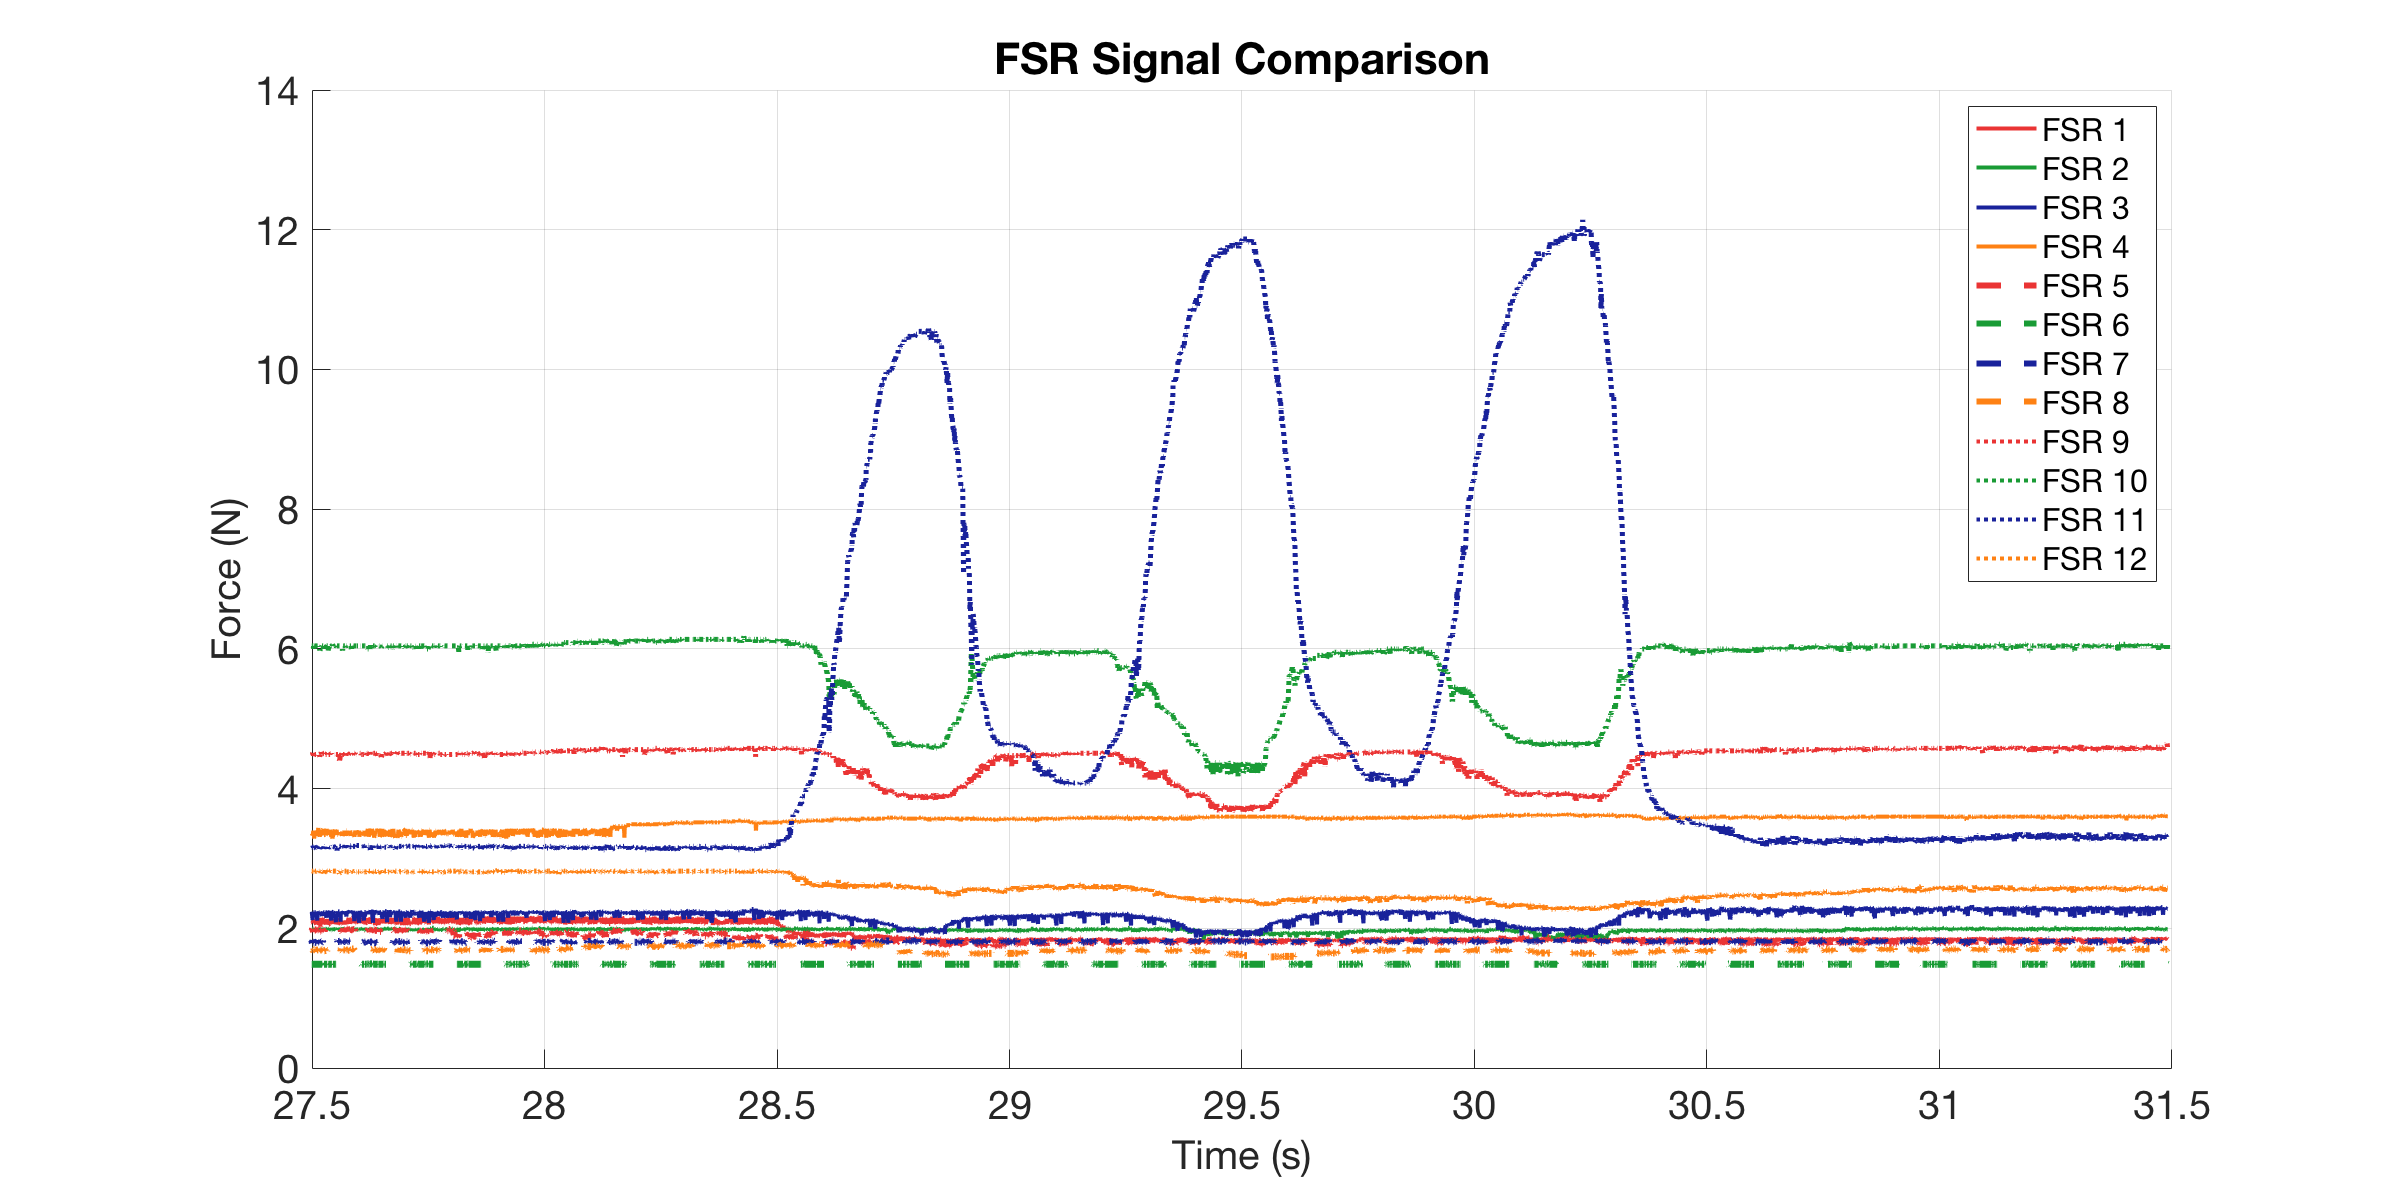 FSR Signal Comparison
14
12
10
8
6
4
2
0
Force (N)
27.5 28 28.5 29 29.5 30 30.5 31 31.5
Time (s)
FSR 1
FSR 2
FSR 3
FSR 4
FSR 5
FSR 6
FSR 7
FSR 8
FSR 9
FSR 10
FSR 11
FSR 12